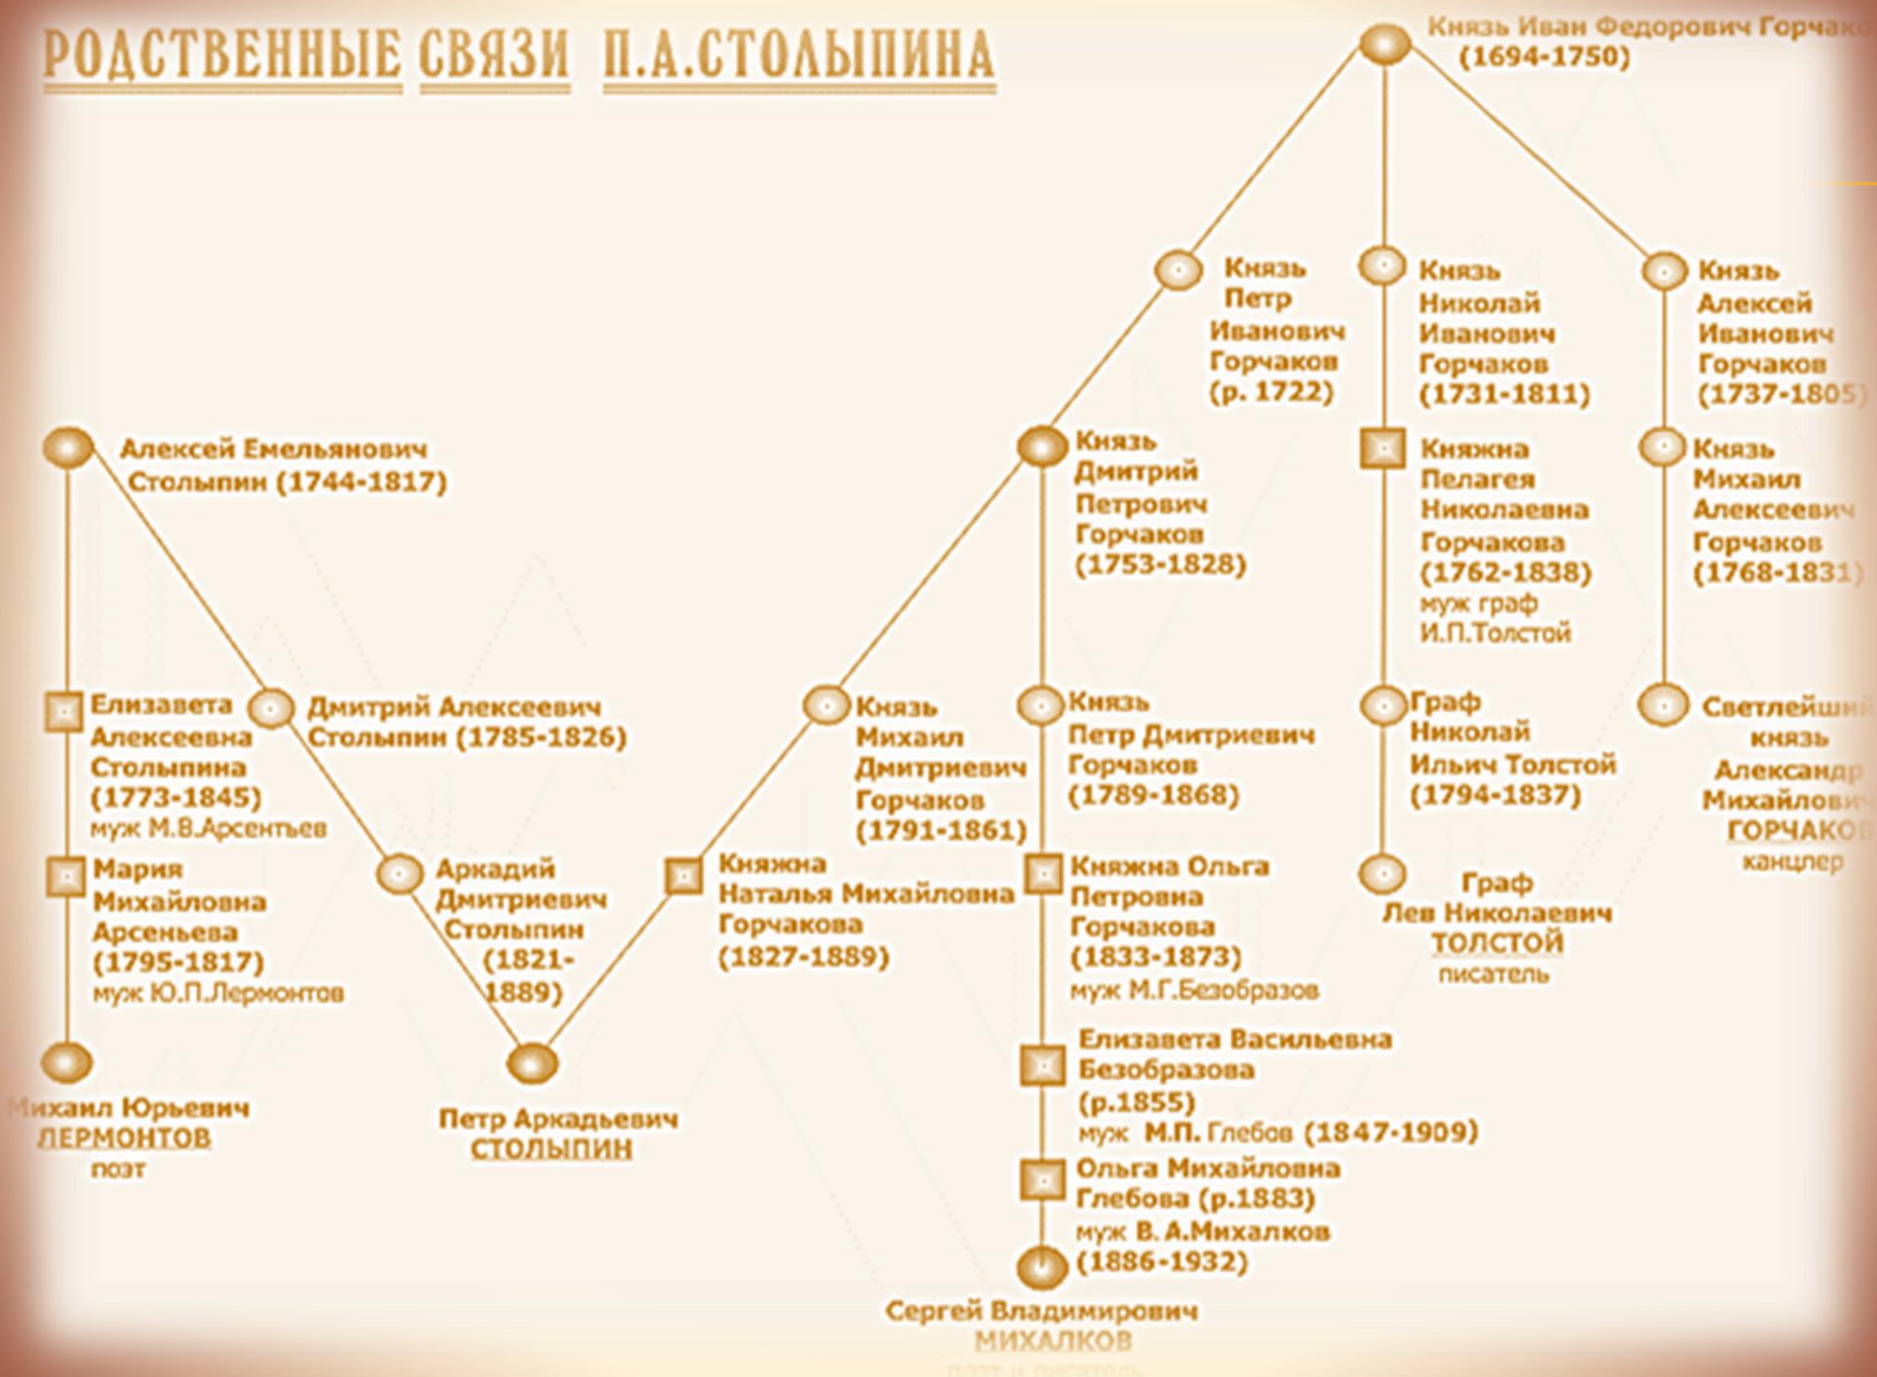 РОДСТВЕННЫЕ СВЯЗИ П.А.СТОЛЫПИНА
Князь Иван Федорович Горчако
(1694-1750)
Князь
Петр
Иванович
Горчаков
(р. 1722)
Князь
Николай
Иванович
Горчаков
(1731-1811)
Князь
Алексей
Иванович
Горчаков
(1737-1805)
Алексей Емельянович
Столыпин (1744-1817)
Князь
Дмитрий
Петрович
Горчаков
(1753-1828)
Княжна
Пелагея
Николаевна
Горчакова
(1762-1838)
муж граф
И.П.Толстой
Князь
Михаил
Алексеевич
Горчаков
(1768-1831)
Елизавета
Алексеевна
Столыпина
(1773-1845)
муж М.В.Арсентьев
Дмитрий Алексеевич
Столыпин (1785-1826)
Князь
Михаил
Дмитриевич
Горчаков
(1791-1861)
Князь
Петр Дмитриевич
Горчаков
(1789-1868)
Граф
Николай
Ильич Толстой
(1794-1837)
Светлейший
князь
Александр
Михайлович
ГОРЧАКОВ
канцлер
Мария
Михайловна
Арсеньева
(1795-1817)
муж Ю.П.Лермонтов
Аркадий
Дмитриевич
Столыпин
(1821-
1889)
Княжна
Наталья Михайловна
Горчакова
(1827-1889)
Княжна Ольга
Петровна
Горчакова
(1833-1873)
муж М.Г.Безобразов
Граф
Лев Николаевич
ТОЛСТОЙ
писатель
Михаил Юрьевич
ЛЕРМОНТОВ
поэт
Петр Аркадьевич
СТОЛЫПИН
Елизавета Васильевна
Безобразова
(р.1855)
муж М.П. Глебов (1847-1909)
Ольга Михайловна
Глебова (р.1883)
муж В.А.Михалков
(1886-1932)
Сергей Владимирович
МИХАЛКОВ
поэт и писатель